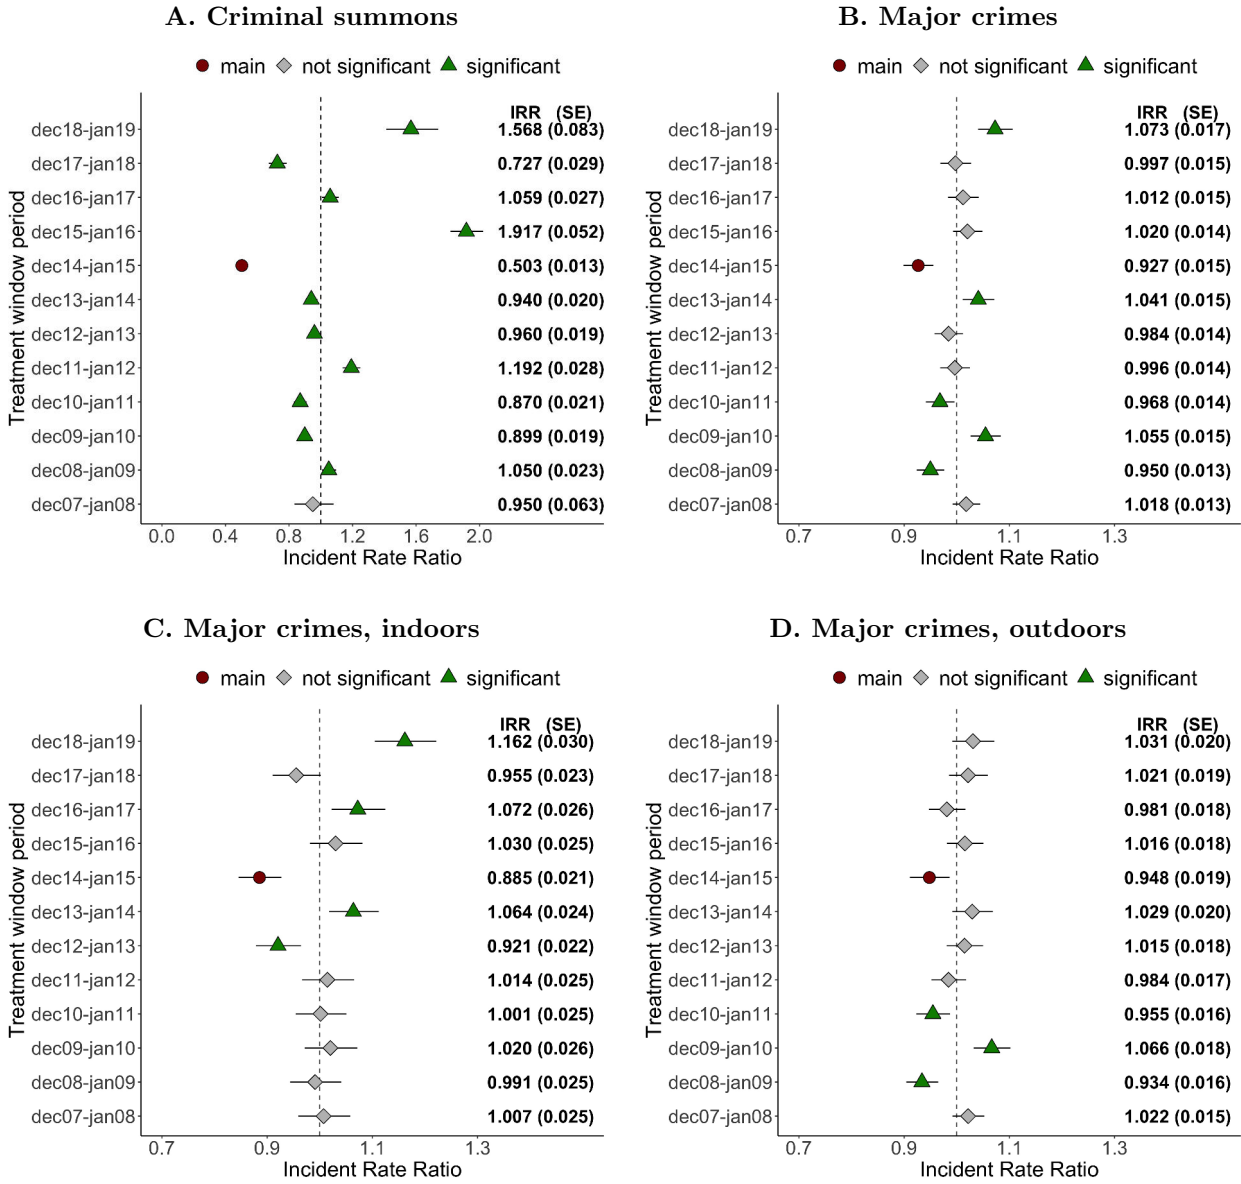 A. Criminal summons
main not significant significant
IRR (SE)
dec18-jan19 1.568 (0.083)
dec17-jan18 0.727 (0.029)
dec16-jan17 1.059 (0.027)
dec15-jan16 1.917 (0.052)
dec14-jan15 0.503 (0.013)
dec13-jan14 0.940 (0.020)
dec12-jan13 0.960 (0.019)
dec11-jan12 1.192 (0.028)
dec10-jan11 0.870 (0.021)
dec09-jan10 0.899 (0.019)
dec08-jan09 1.050 (0.023)
dec07-jan08 0.950 (0.063)
Treatment window period
0.0 0.4 0.8 1.2 1.6 2.0
Incident Rate Ratio
B. Major crimes
main not significant significant
IRR (SE)
dec18-jan19 1.073 (0.017)
dec17-jan18 0.997 (0.015)
dec16-jan17 1.012 (0.015)
dec15-jan16 1.020 (0.014)
dec14-jan15 0.927 (0.015)
dec13-jan14 1.041 (0.015)
dec12-jan13 0.984 (0.014)
dec11-jan12 0.996 (0.014)
dec10-jan11 0.968 (0.014)
dec09-jan10 1.055 (0.015)
dec08-jan09 0.950 (0.013)
dec07-jan08 1.018 (0.013)
Treatment window period
0.7 0.9 1.1 1.3
Incident Rate Ratio
C. Major crimes, indoors
main not significant significant
IRR (SE)
dec18-jan19 1.162 (0.030)
dec17-jan18 0.955 (0.023)
dec16-jan17 1.072 (0.026)
dec15-jan16 1.030 (0.025)
dec14-jan15 0.885 (0.021)
dec13-jan14 1.064 (0.024)
dec12-jan13 0.921 (0.022)
dec11-jan12 1.014 (0.025)
dec10-jan11 1.001 (0.025)
dec09-jan10 1.020 (0.026)
dec08-jan09 0.991 (0.025)
dec07-jan08 1.007 (0.025)
Treatment window period
0.7 0.9 1.1 1.3
Incident Rate Ratio
D. Major crimes, outdoors
main not significant significant
IRR (SE)
dec18-jan19 1.031 (0.020)
dec17-jan18 1.021 (0.019)
dec16-jan17 0.981 (0.018)
dec15-jan16 1.016 (0.018)
dec14-jan15 0.948 (0.019)
dec13-jan14 1.029 (0.020)
dec12-jan13 1.015 (0.018)
dec11-jan12 0.984 (0.017)
dec10-jan11 0.955 (0.016)
dec09-jan10 1.066 (0.018)
dec08-jan09 0.934 (0.016)
dec07-jan08 1.022 (0.015)
Treatment window period
0.7 0.9 1.1 1.3
Incident Rate Ratio